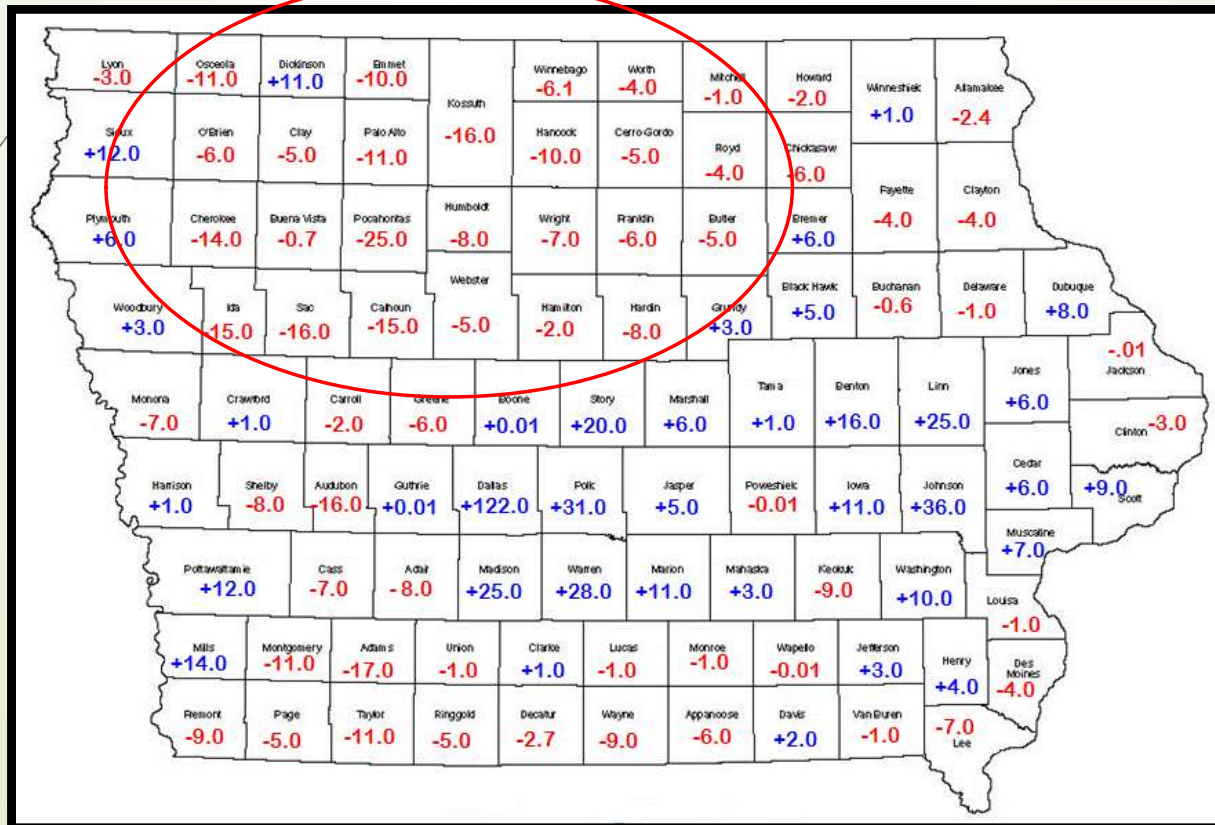 Lyon
-3.0
Osceola
-11.0
Dickinson
+11.0
Emmet
-10.0
Kossuth
-16.0
Winnebago
-6.1
Worth
-4.0
Mitchell
-1.0
Howard
-2.0
Winneshiek
+1.0
Allamakee
-2.4
Sioux
+12.0
O'Brien
-6.0
Clay
-5.0
Palo Alto
-11.0
Hancock
-10.0
Cerro Gordo
-5.0
Royd
-4.0
Chickasaw
-6.0
Fayette
-4.0
Clayton
-4.0
Plymouth
+6.0
Cherokee
-14.0
Buena Vista
-0.7
Pocahontas
-25.0
Humboldt
-8.0
Wright
-7.0
Franklin
-6.0
Butler
-5.0
Bremer
+6.0
Woodbury
+3.0
Ida
-15.0
Sac
-16.0
Calhoun
-15.0
Webster
-5.0
Hamilton
-2.0
Hardin
-8.0
Grundy
+3.0
Black Hawk
+5.0
Buchanan
-0.6
Delaware
-1.0
Dubuque
+8.0
Monona
-7.0
Crawford
+1.0
Carroll
-2.0
Greene
-6.0
Boone
+0.01
Story
+20.0
Marshall
+6.0
Tama
+1.0
Benton
+16.0
Linn
+25.0
Jones
+6.0
-.01
Jackson
Clinton -3.0
Harrison
+1.0
Shelby
-8.0
Audubon
-16.0
Guthrie
+0.01
Dallas
+122.0
Polk
+31.0
Jasper
+5.0
Poweshiek
-0.01
Iowa
+11.0
Johnson
+36.0
Cedar
+6.0
+9.0
Scott
Muscatine
+7.0
Pottawattamie
+12.0
Cass
-7.0
Adair
-8.0
Madison
+25.0
Warren
+28.0
Marion
+11.0
Mahaska
+3.0
Keokuk
-9.0
Washington
+10.0
Louisa
-1.0
Mills
+14.0
Montgomery
-11.0
Adams
-17.0
Union
-1.0
Clarke
+1.0
Lucas
-1.0
Monroe
-1.0
Wapello
-0.01
Jefferson
+3.0
Henry
+4.0
Des
Moines
-4.0
Fremont
-9.0
Page
-5.0
Taylor
-11.0
Ringgold
-5.0
Decatur
-2.7
Wayne
-9.0
Appanoose
-6.0
Davis
+2.0
Van Buren
-1.0
-7.0
Lee